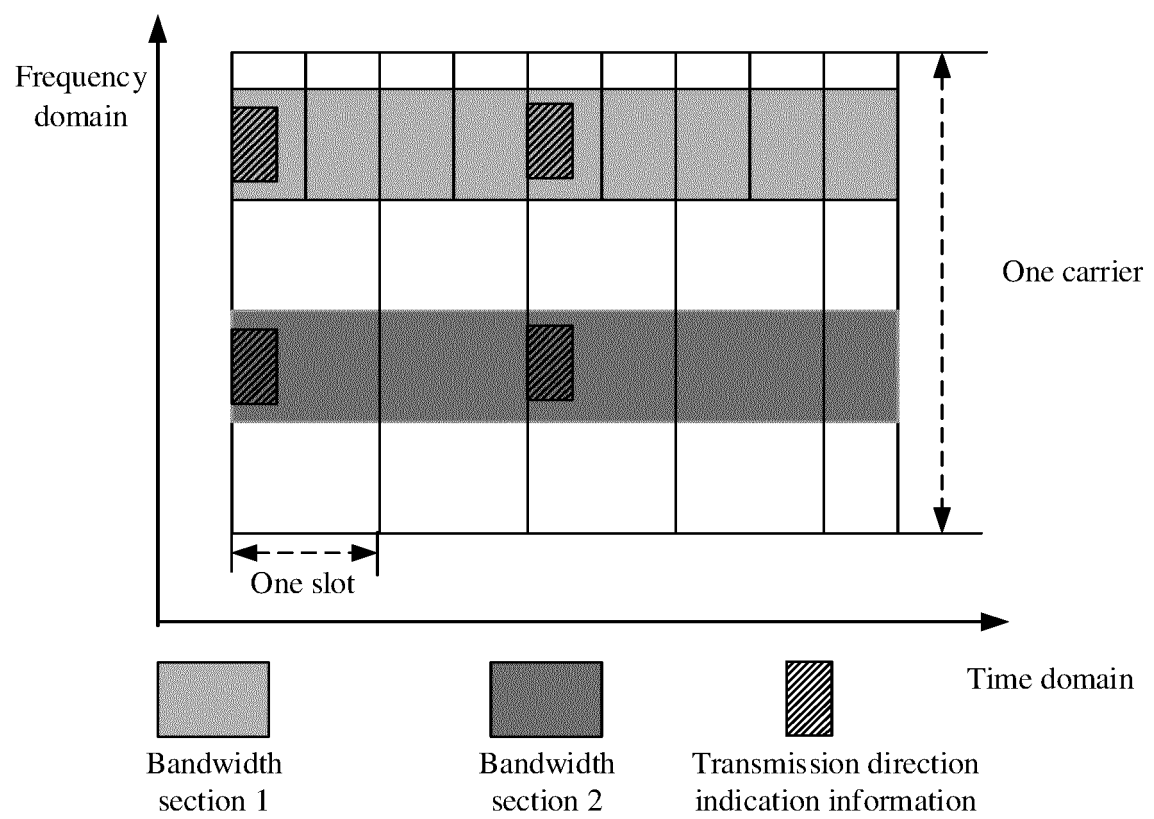 Frequency
domain
One carrier
One slot
Time domain
Bandwidth
section 1
Bandwidth
section 2
Transmission direction
indication information